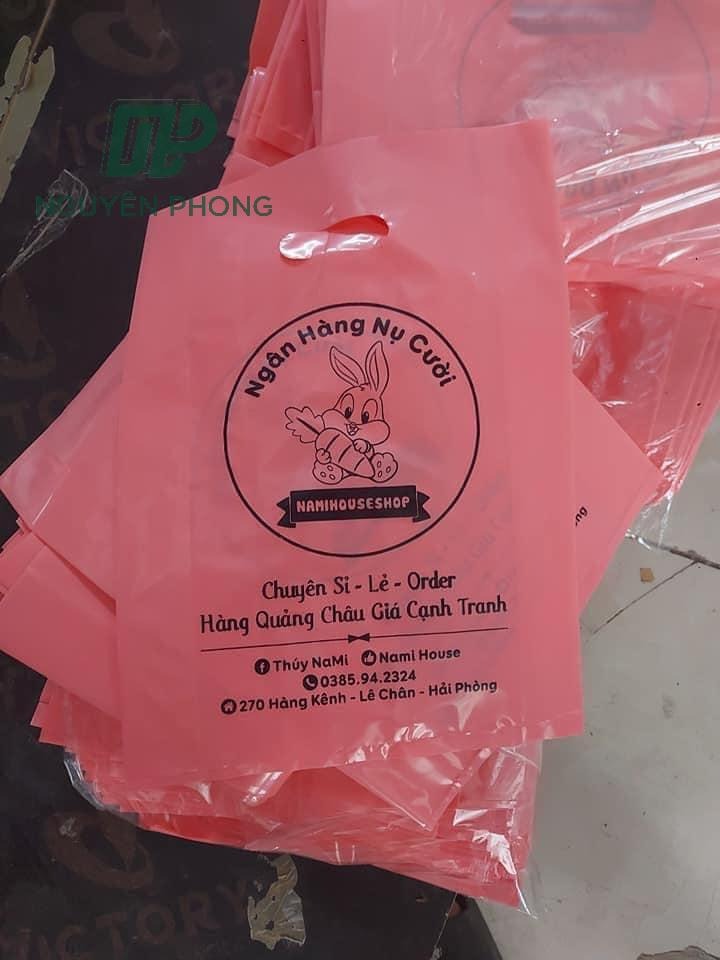 NGUYÊN PHONG
Ngân Hàng Nụ Cười
NAMIHOUSESHOP
Chuyên Sỉ - Lẻ - Order
Hàng Quảng Châu Giá Cạnh Tranh
Thúy NaMi Nami House
0385.94.2324
270 Hàng Kênh - Lê Chân - Hải Phòng
VICTORY